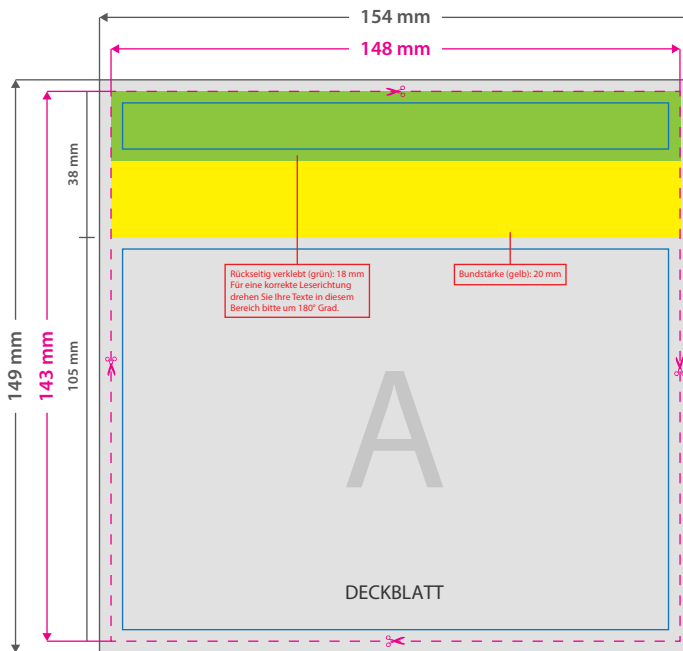 154 mm
148 mm
38 mm
Rückseitig verklebt (grün): 18 mm
Für eine korrekte Leserichtung
drehen Sie Ihre Texte in diesem
Bereich bitte um 180° Grad.
Bundstärke (gelb): 20 mm
149 mm
143 mm
105 mm
A
DECKBLATT